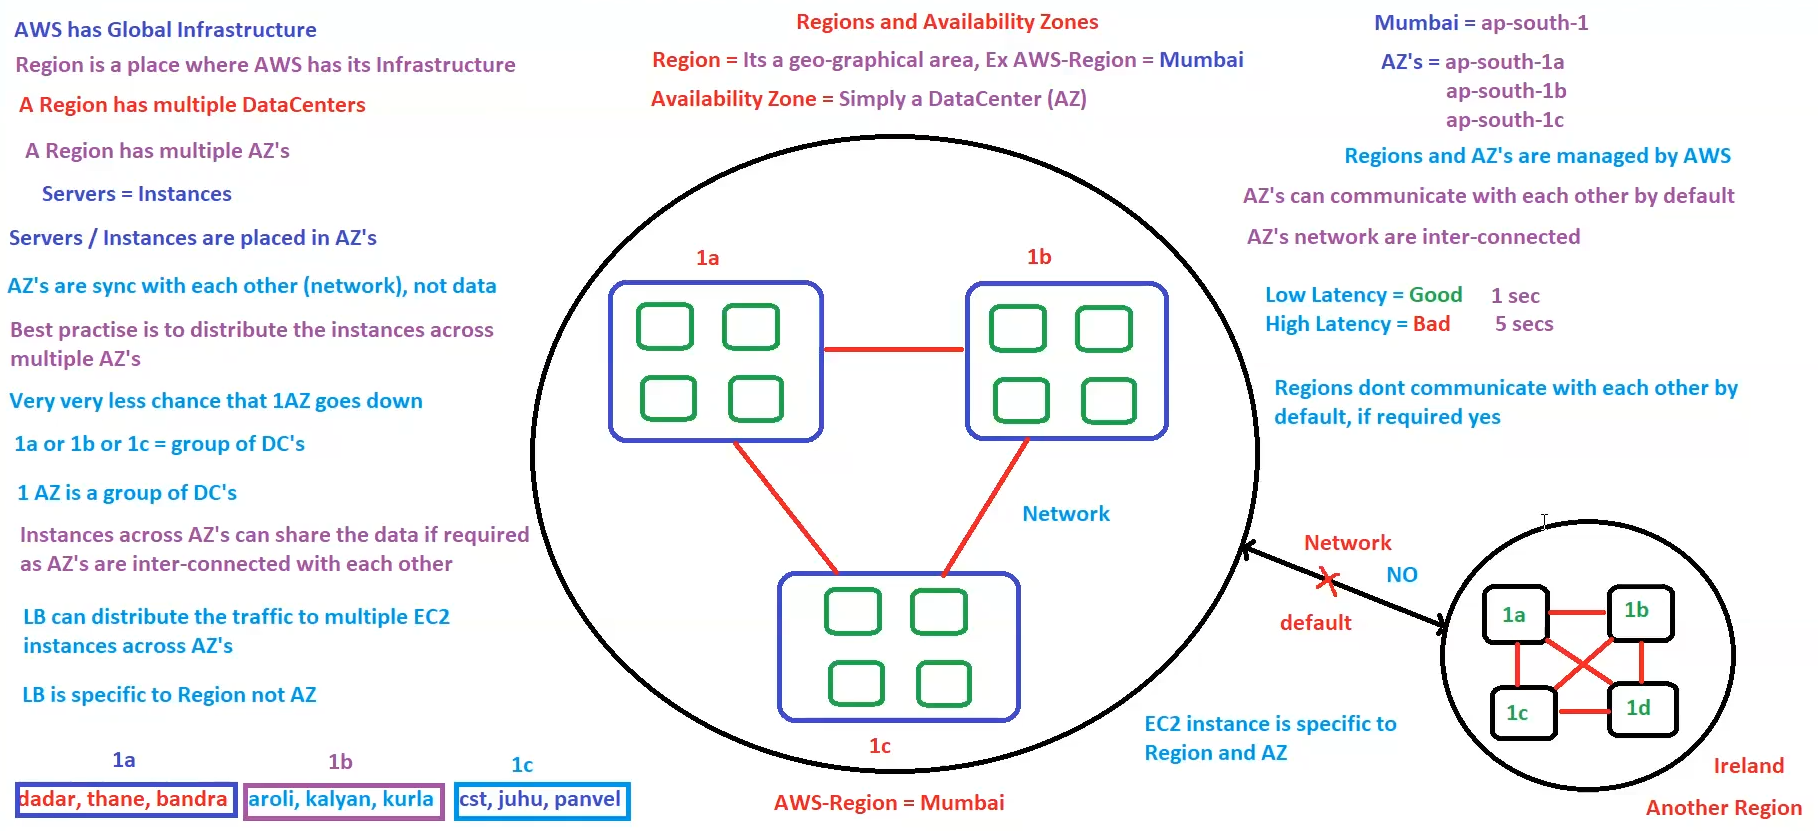 AWS has Global Infrastructure
Region is a place where AWS has its Infrastructure
A Region has multiple DataCenters
A Region has multiple AZ's
Servers = Instances
Servers / Instances are placed in AZ's
AZ's are sync with each other (network), not data
Best practise is to distribute the instances across
multiple AZ's
Very very less chance that 1AZ goes down
1a or 1b or 1c = group of DC's
1 AZ is a group of DC's
Instances across AZ's can share the data if required
as AZ's are inter-connected with each other
LB can distribute the traffic to multiple EC2
instances across AZ's
LB is specific to Region not AZ
1a
1b
1c
dadar, thane, bandra
aroli, kalyan, kurla
cst, juhu, panvel
Regions and Availability Zones
Region = Its a geo-graphical area, Ex AWS-Region = Mumbai
Availability Zone = Simply a DataCenter (AZ)
1a
1b
Network
1c
AWS-Region = Mumbai
Mumbai = ap-south-1
AZ's = ap-south-1a
ap-south-1b
ap-south-1c
Regions and AZ's are managed by AWS
AZ's can communicate with each other by default
AZ's network are inter-connected
Low Latency = Good 1 sec
High Latency = Bad 5 secs
Regions dont communicate with each other by
default, if required yes
Network
NO
default
1a
1b
1c
1d
EC2 instance is specific to
Region and AZ
Ireland
Another Region